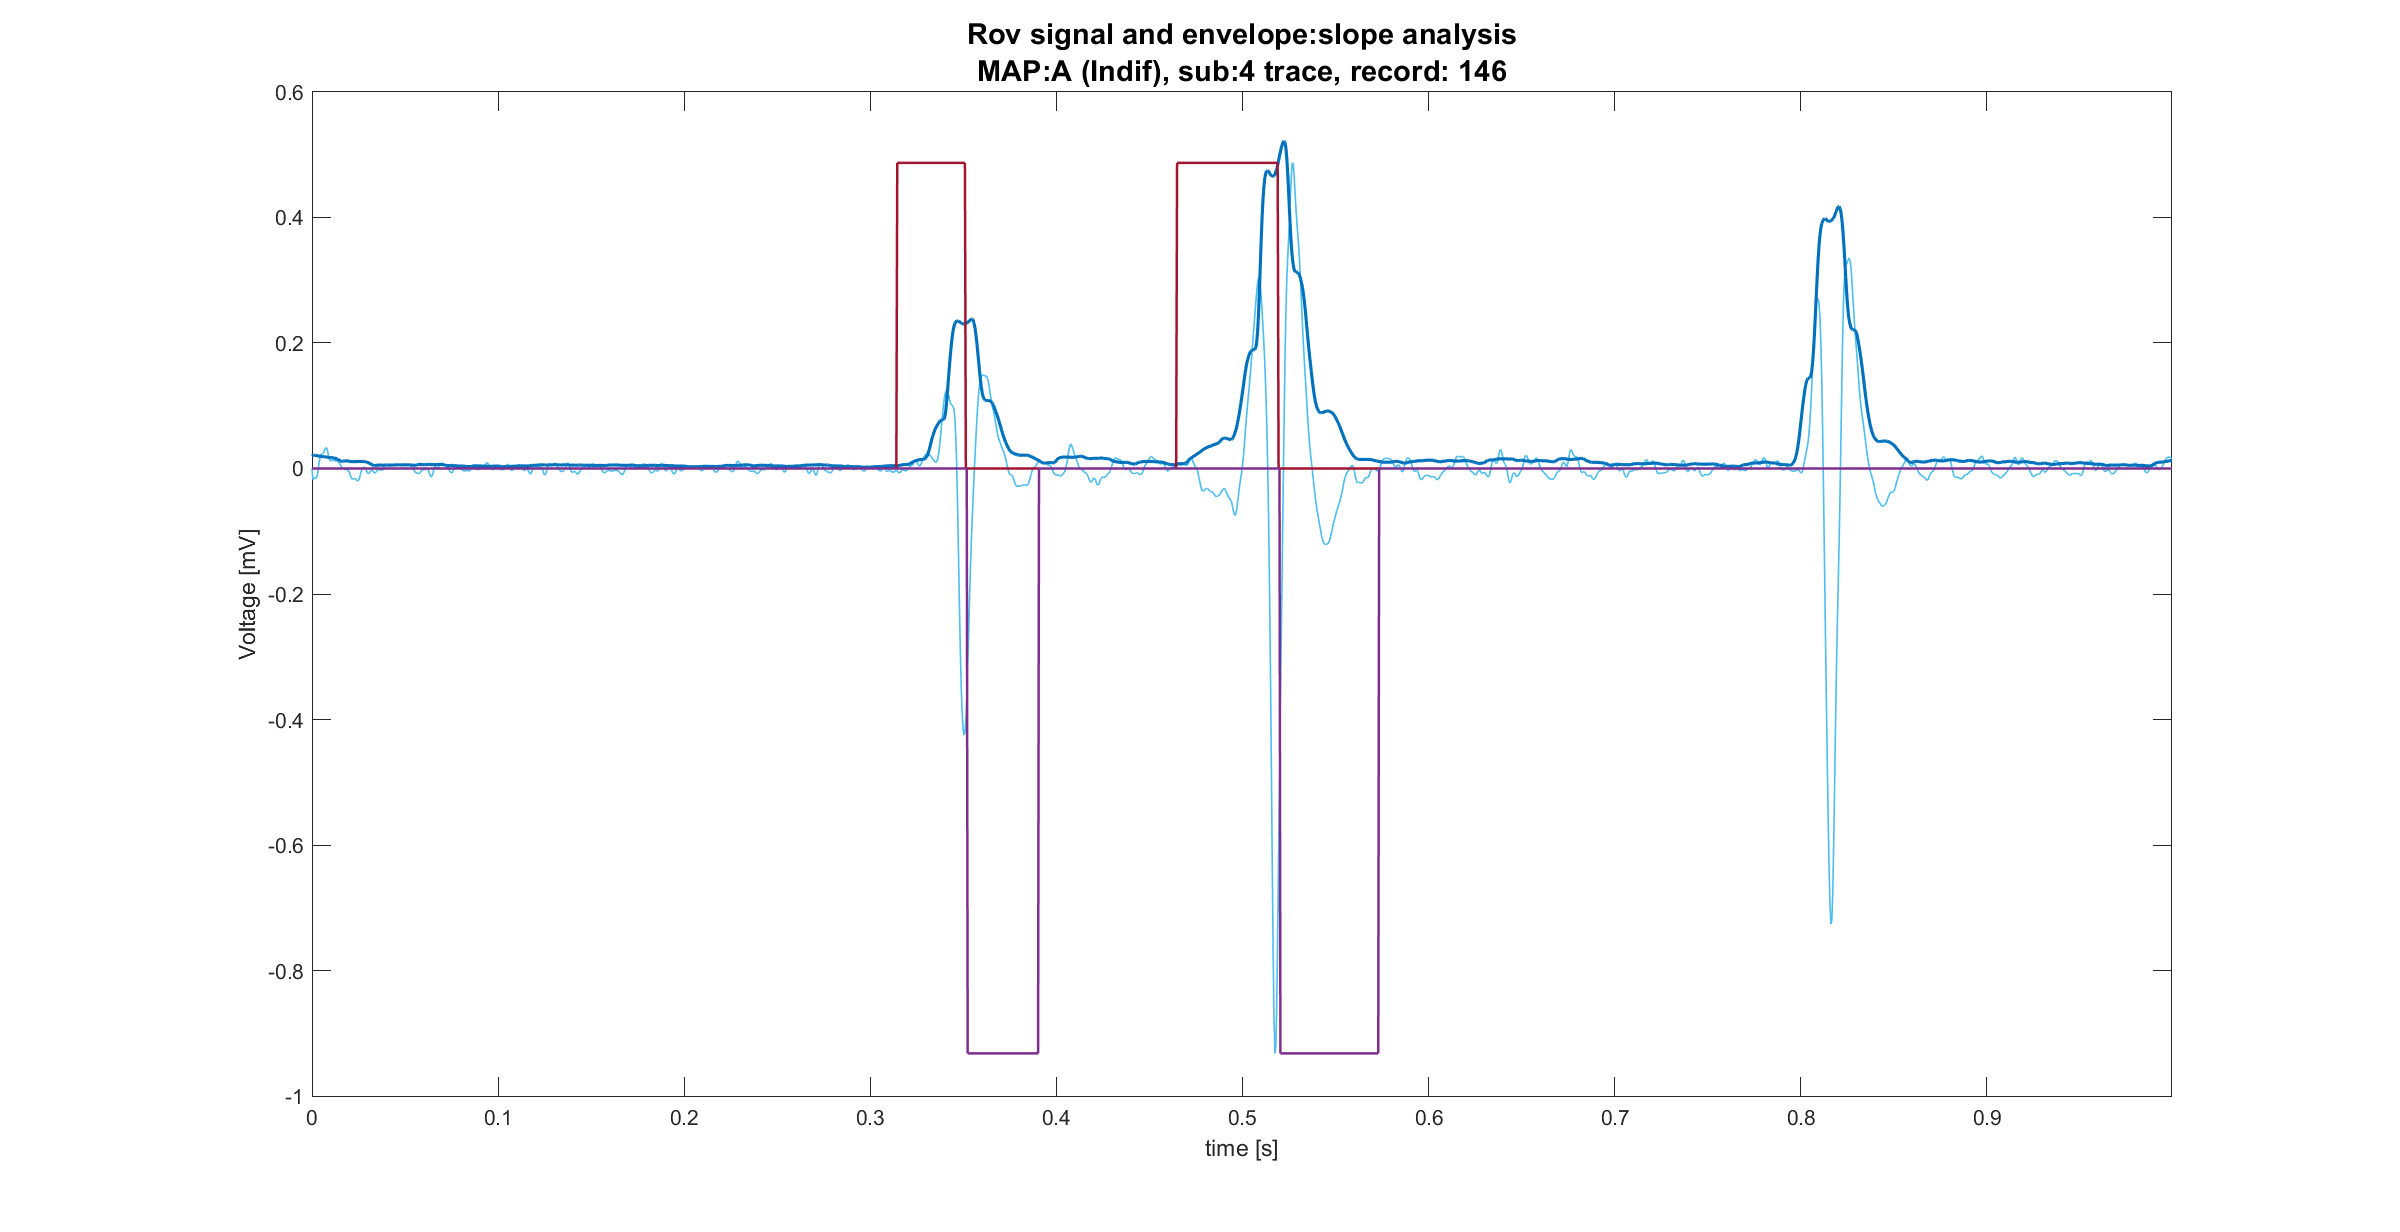 Rov signal and envelope:slope analysis
MAP:A (Indif), sub:4 trace, record: 146
0.6
0.4
0.2
0
-0.2
-0.4
-0.6
-0.8
-1
Voltage [mV]
0 0.1 0.2 0.3 0.4 0.5 0.6 0.7 0.8 0.9
time [s]